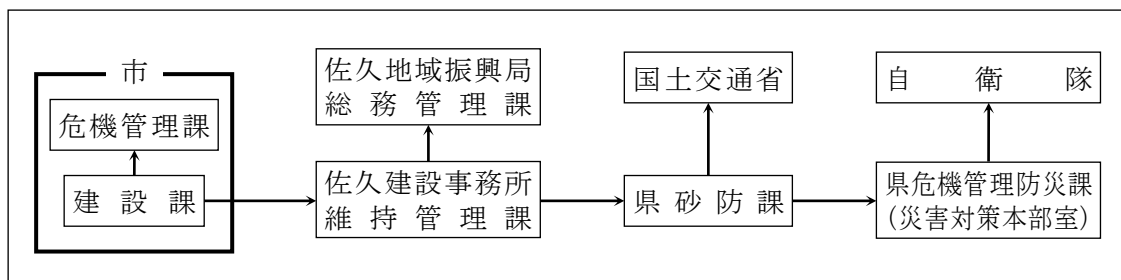 市
危機管理課
建設課
佐久地域振興局
総務管理課
佐久建設事務所
維持管理課
国土交通省
県砂防課
自衛隊
県危機管理防災課
(災害対策本部室)